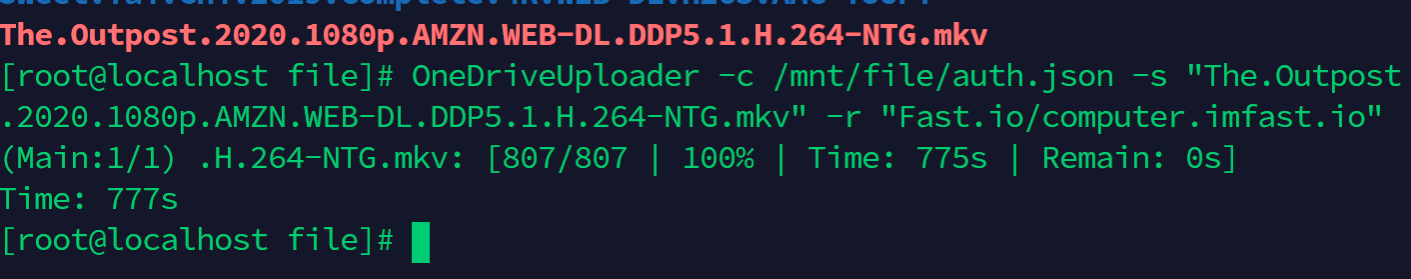 The.Outpost.2020.1080p.AMZN.WEB-DL.DDP5.1.H.264-NTG.mkv
[root@localhost file]# OneDriveUploader -c /mnt/file/auth.json -s "The.Outpost
.2020.1080p.AMZN.WEB-DL.DDP5.1.H.264-NTG.mkv" -r "Fast.io/computer.imfast.io"
(Main:1/1) .H.264-NTG.mkv: [807/807 | 100% | Time: 775s | Remain: 0s]
Time: 777s
[root@localhost file]#